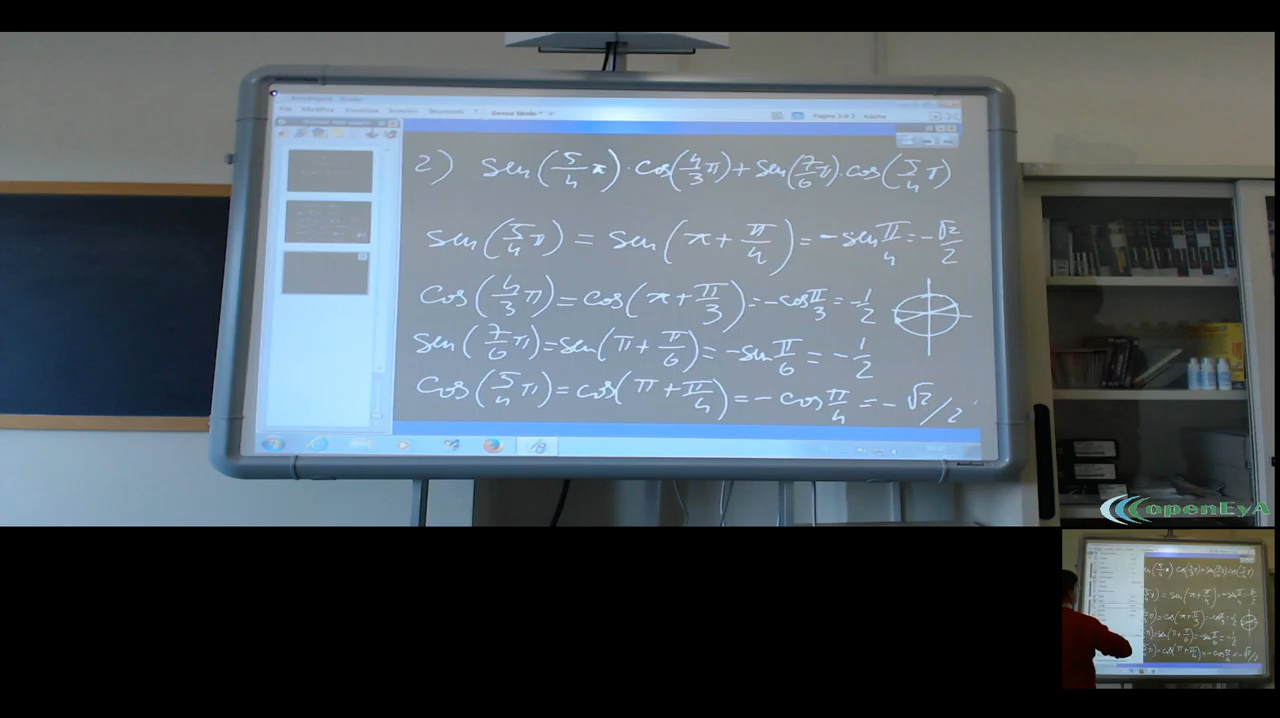 Senza titolo
2) sen(5/4 π) · cos(4/3 π) + sen(7/6 π) · cos(5/4 π)
sen(5/4 π) = sen(π + π/4) = -sen π/4 = -√2/2
cos(4/3 π) = cos(π + π/3) = -cos π/3 = -1/2
sen(7/6 π) = sen(π + π/6) = -sen π/6 = -1/2
cos(5/4 π) = cos(π + π/4) = - cos π/4 = - √2/2
openEyA